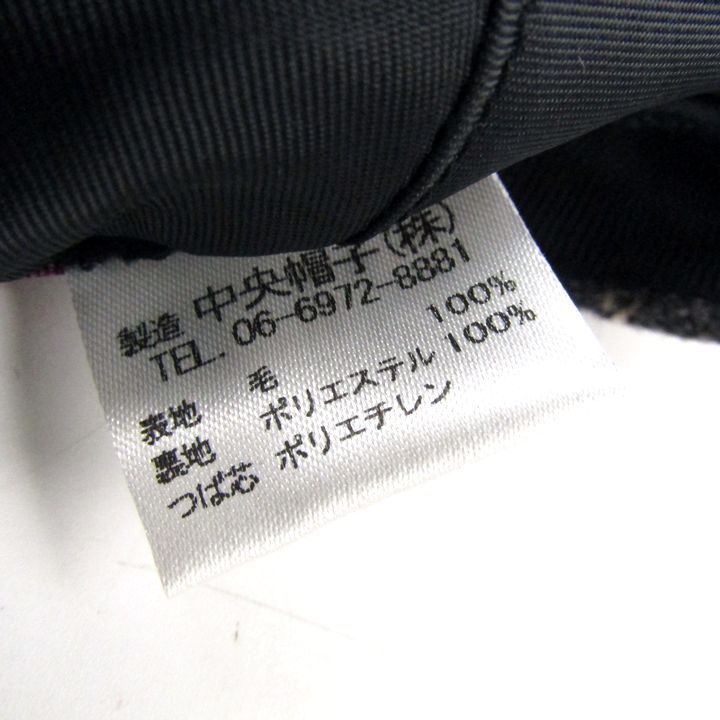 製造 中央帽子(株)
TEL. 06-6972-8881
表地 毛 100%
裏地 ポリエステル 100%
つば芯 ポリエチレン